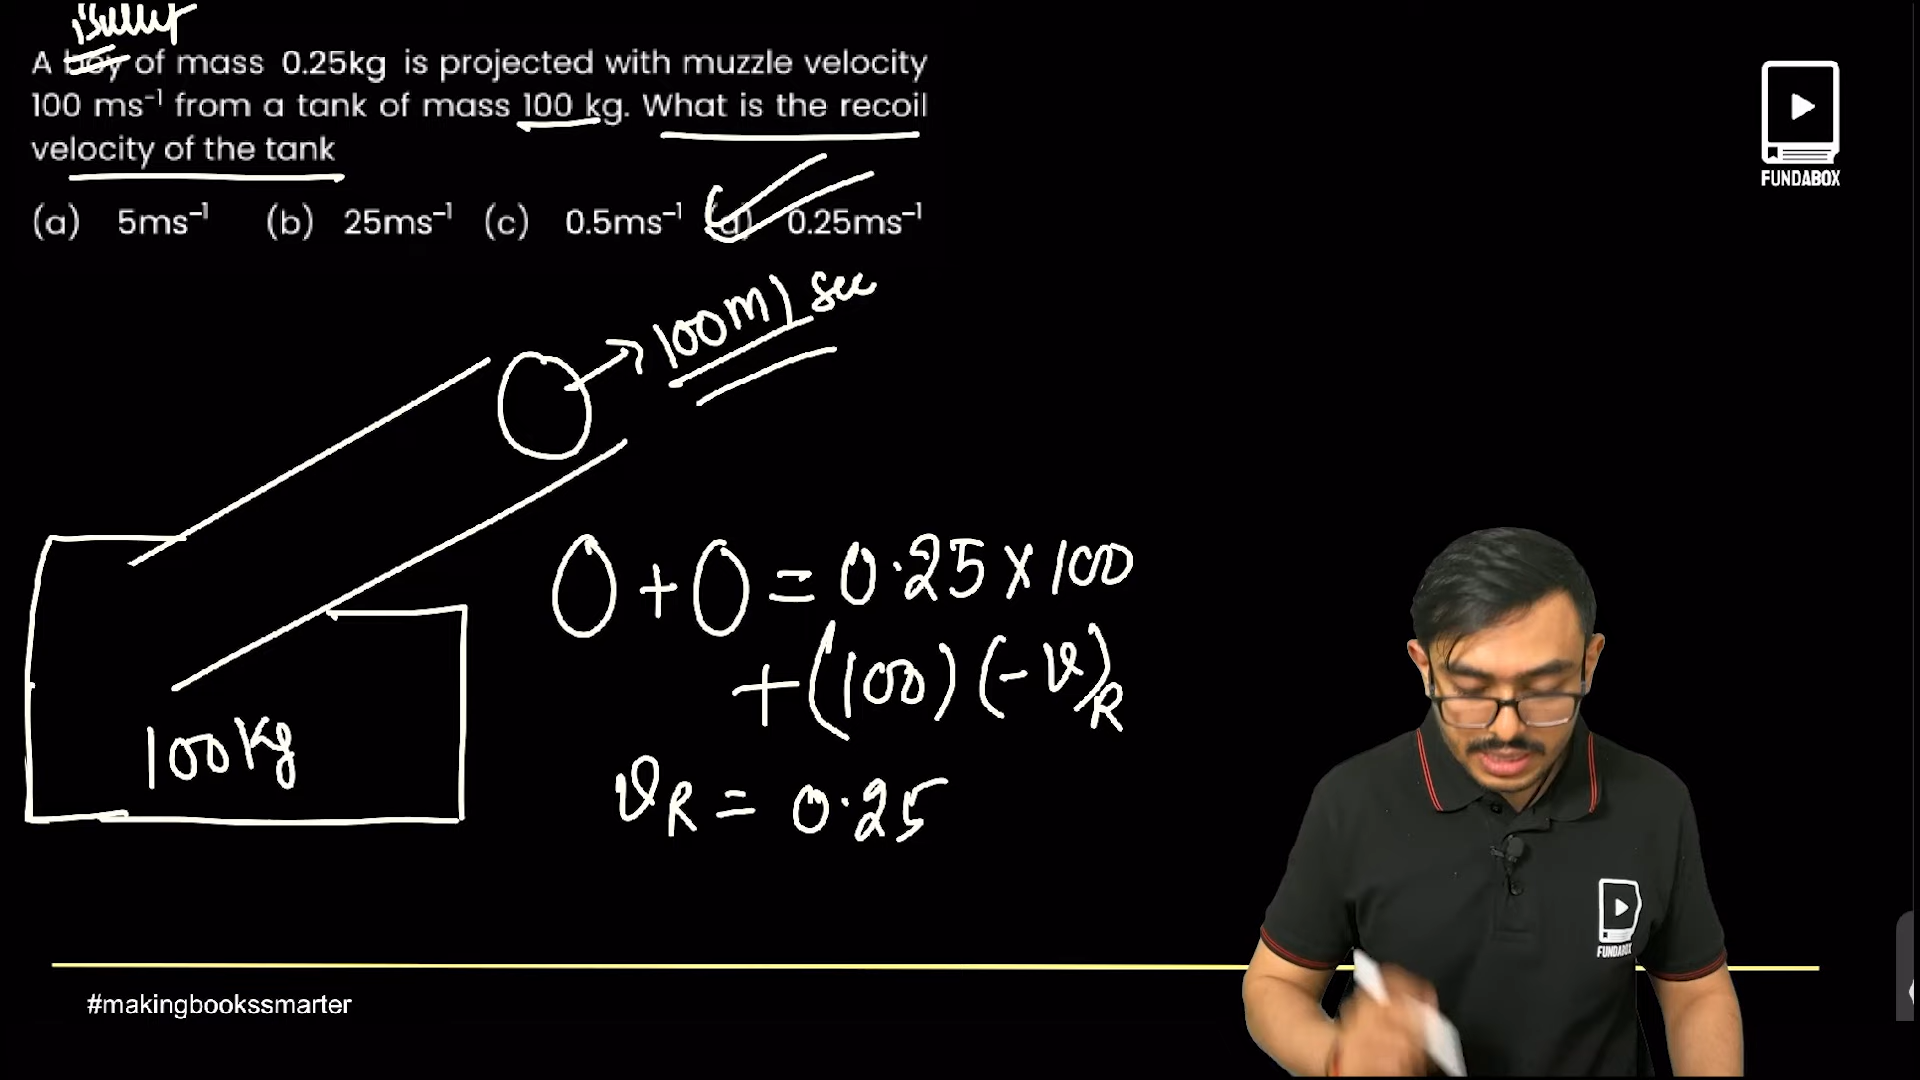 Bullet
A boy of mass 0.25kg is projected with muzzle velocity
100 ms⁻¹ from a tank of mass 100 kg. What is the recoil
velocity of the tank
(a) 5ms⁻¹ (b) 25ms⁻¹ (c) 0.5ms⁻¹ (d) 0.25ms⁻¹
FUNDABOX
100m/sec
0+0=0.25×100
+(100)(-v)R
100kg
vR=0.25
FUNDABOX
#makingbookssmarter